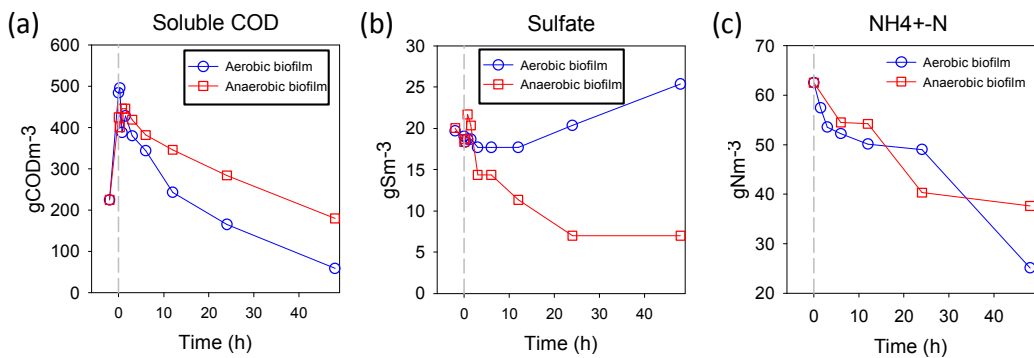 (a) Soluble COD
600
500
400
300
200
100
0
gCODm-3
0 10 20 30 40
Time (h)
Aerobic biofilm
Anaerobic biofilm
(b) Sulfate
30
25
20
15
10
5
0
gSm-3
0 10 20 30 40
Time (h)
Aerobic biofilm
Anaerobic biofilm
(c) NH4+-N
70
60
50
40
30
20
gNm-3
0 10 20 30 40
Time (h)
Aerobic biofilm
Anaerobic biofilm